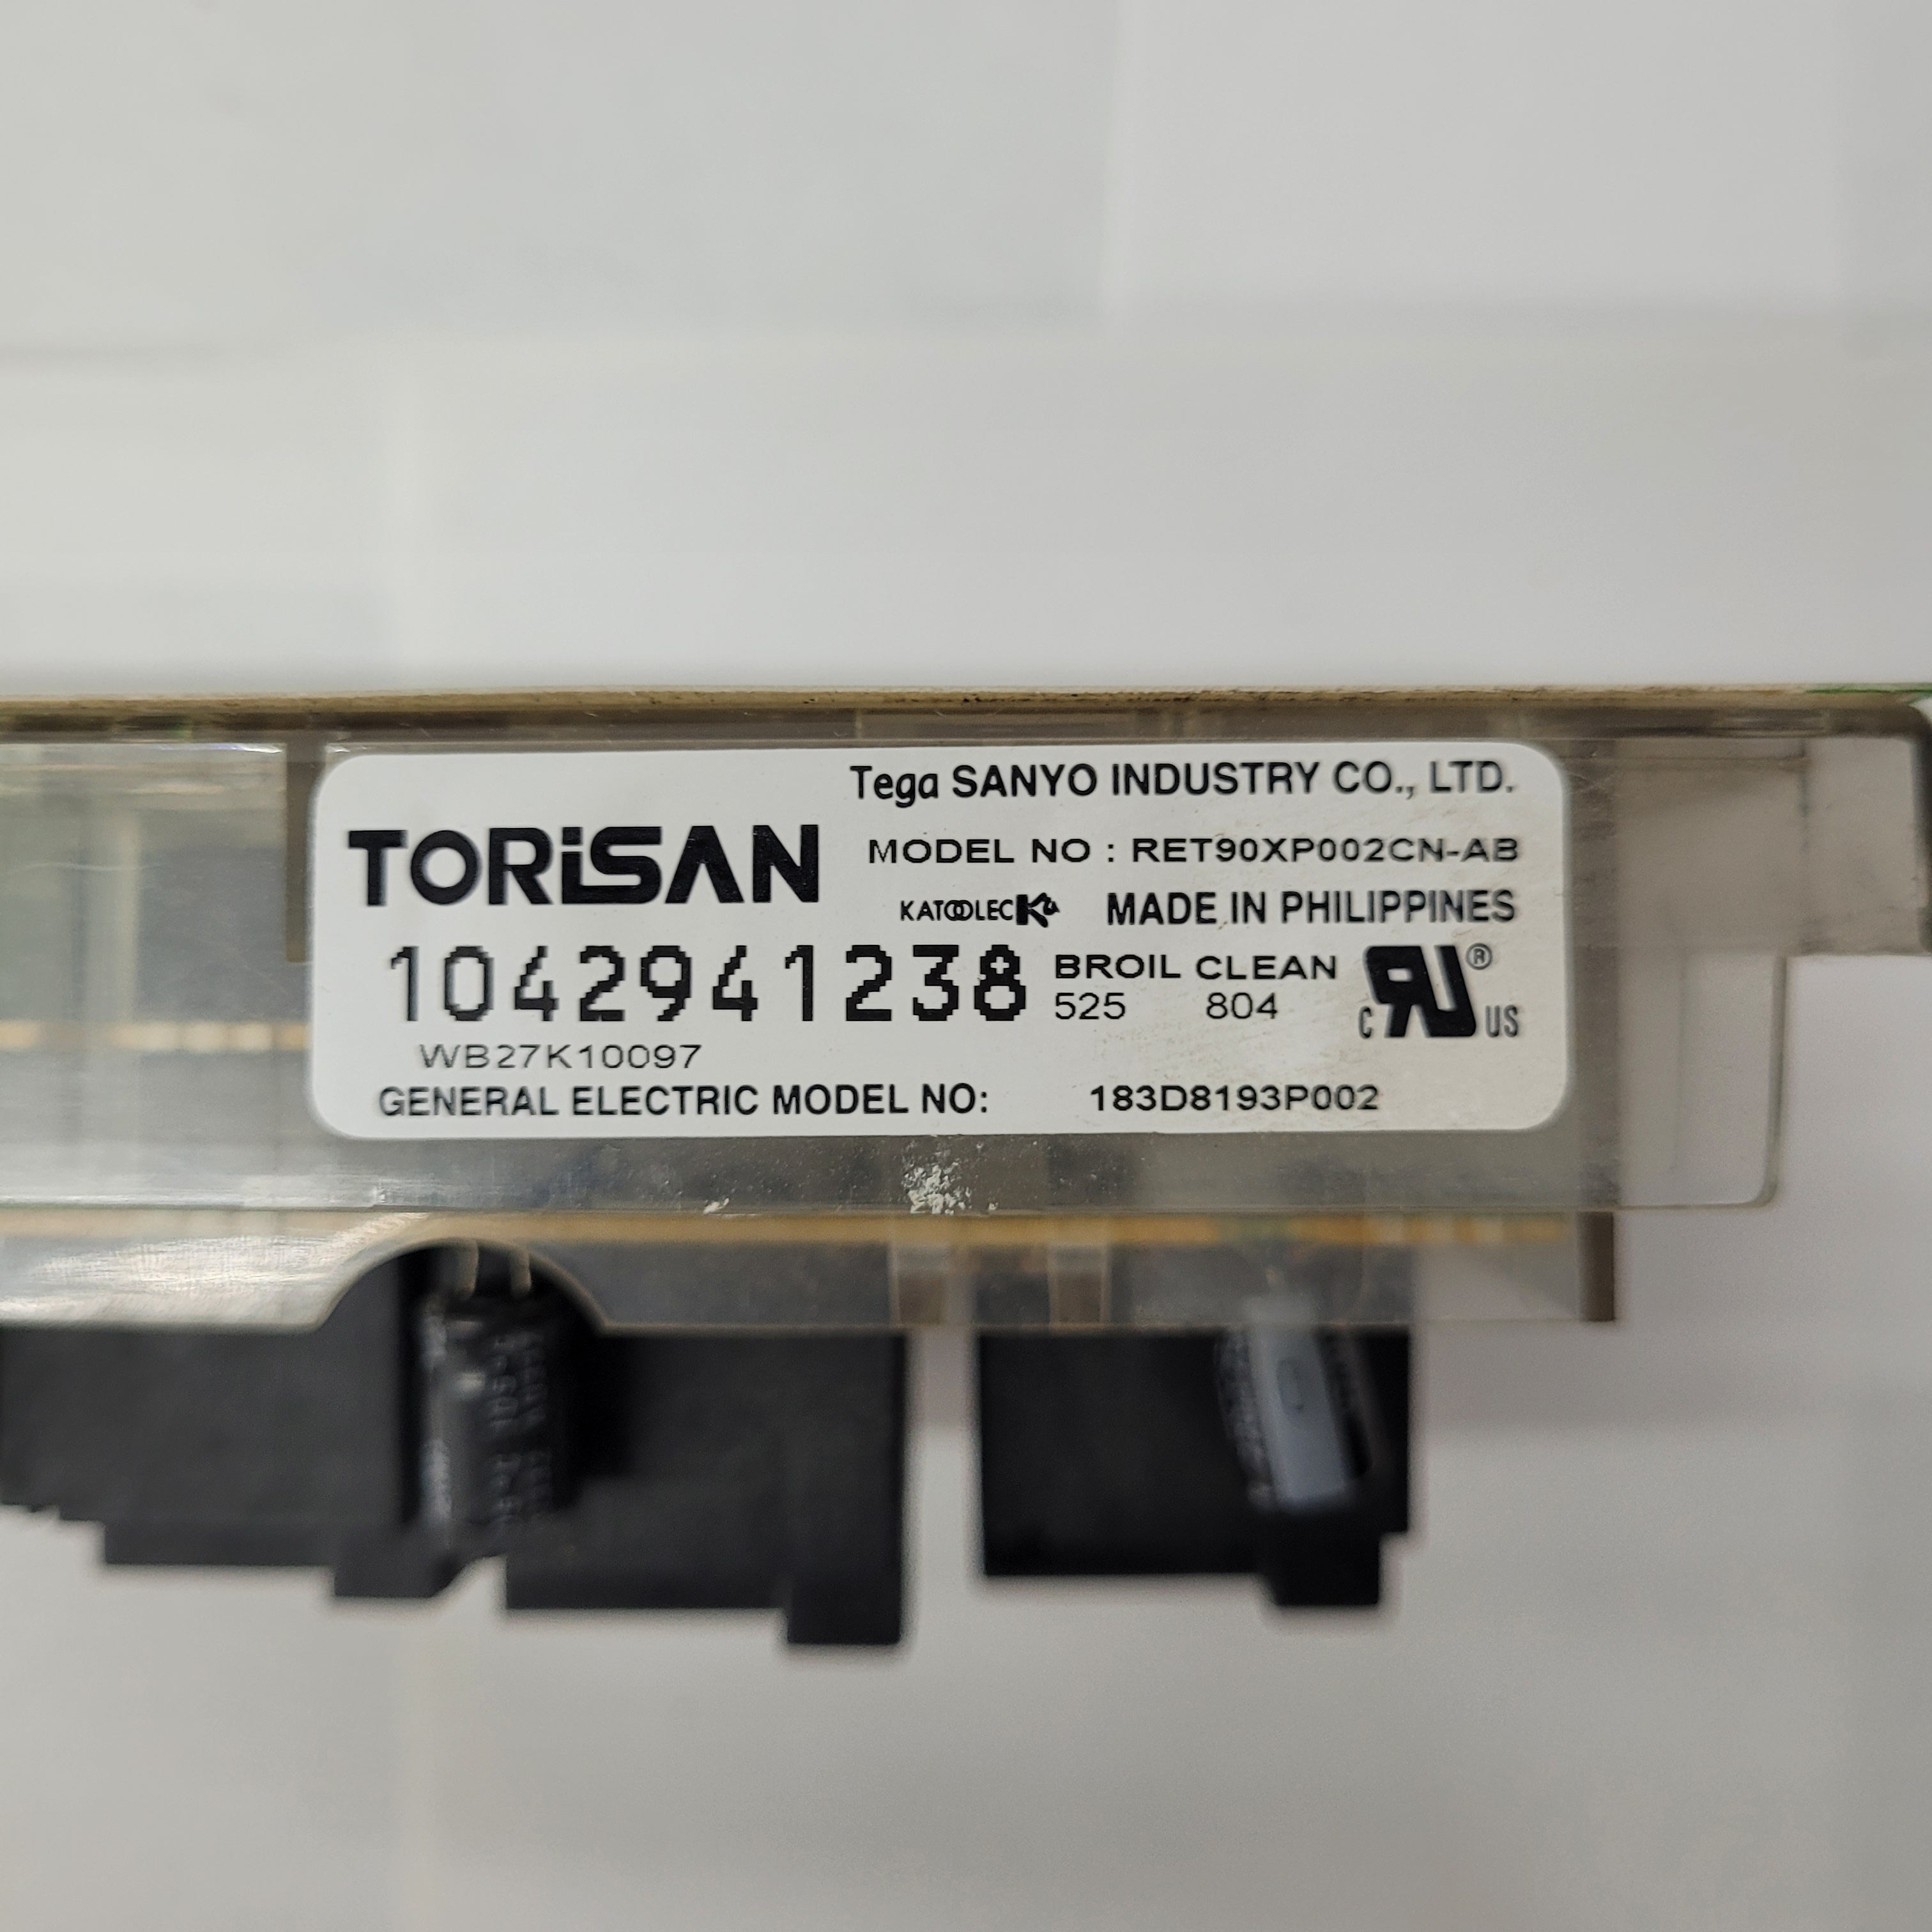 Tega SANYO INDUSTRY CO., LTD.
TORiSAN
MODEL NO : RET90XP002CN-AB
KATOOLEC
MADE IN PHILIPPINES
1042941238
BROIL CLEAN
525 804
C US ®
WB27K10097
GENERAL ELECTRIC MODEL NO: 183D8193P002